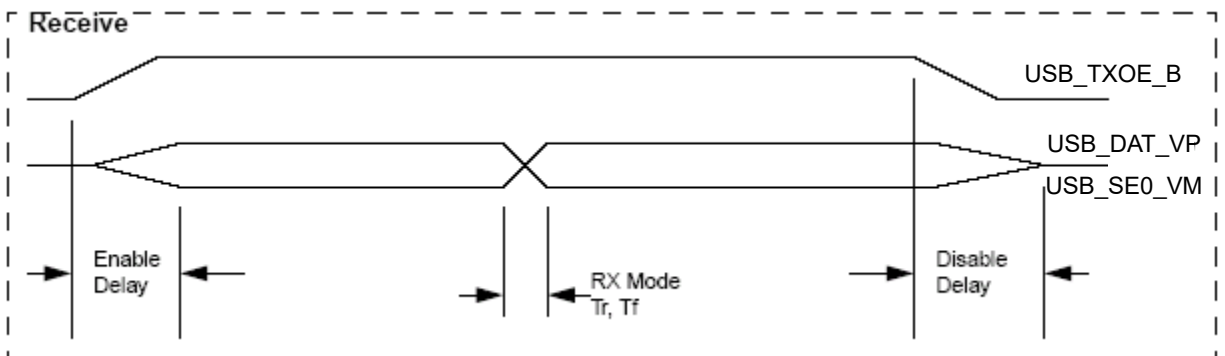 Receive
USB_TXOE_B
USB_DAT_VP
USB_SE0_VM
Enable
Delay
RX Mode
Tr, Tf
Disable
Delay